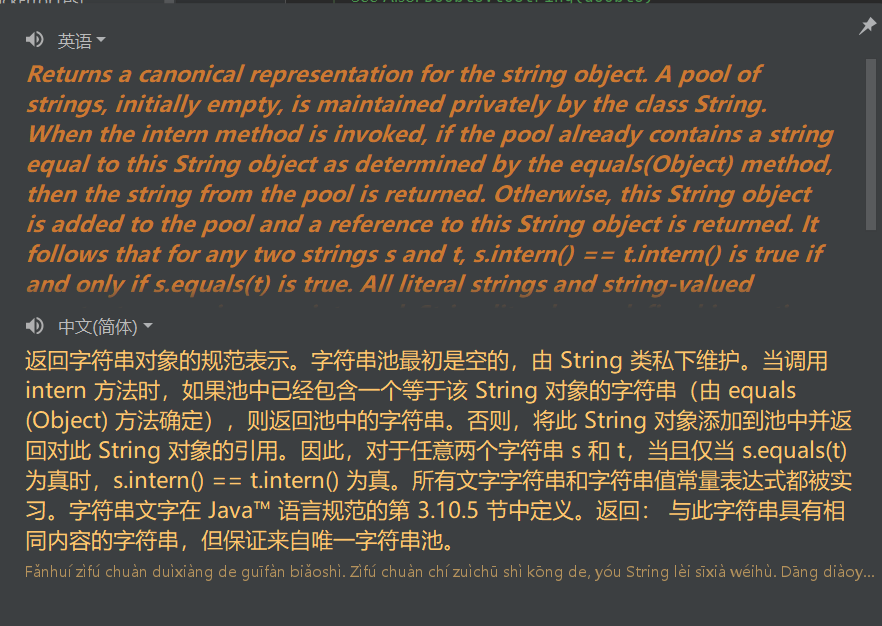 英语
Returns a canonical representation for the string object. A pool of
strings, initially empty, is maintained privately by the class String.
When the intern method is invoked, if the pool already contains a string
equal to this String object as determined by the equals(Object) method,
then the string from the pool is returned. Otherwise, this String object
is added to the pool and a reference to this String object is returned. It
follows that for any two strings s and t, s.intern() == t.intern() is true if
and only if s.equals(t) is true. All literal strings and string-valued
中文(简体)
返回字符串对象的规范表示。字符串池最初是空的，由 String 类私下维护。当调用
intern 方法时，如果池中已经包含一个等于该 String 对象的字符串（由 equals
(Object) 方法确定），则返回池中的字符串。否则，将此 String 对象添加到池中并返
回对此 String 对象的引用。因此，对于任意两个字符串 s 和 t，当且仅当 s.equals(t)
为真时，s.intern() == t.intern() 为真。所有文字字符串和字符串值常量表达式都被实
习。字符串文字在 Java™ 语言规范的第 3.10.5 节中定义。返回： 与此字符串具有相
同内容的字符串，但保证来自唯一字符串池。
Fǎnhuí zìfú chuàn duìxiàng de guīfàn biǎoshì. Zìfú chuàn chí zuìchū shì kōng de, yóu String lèi sīxià wéihù. Dāng diàoy...